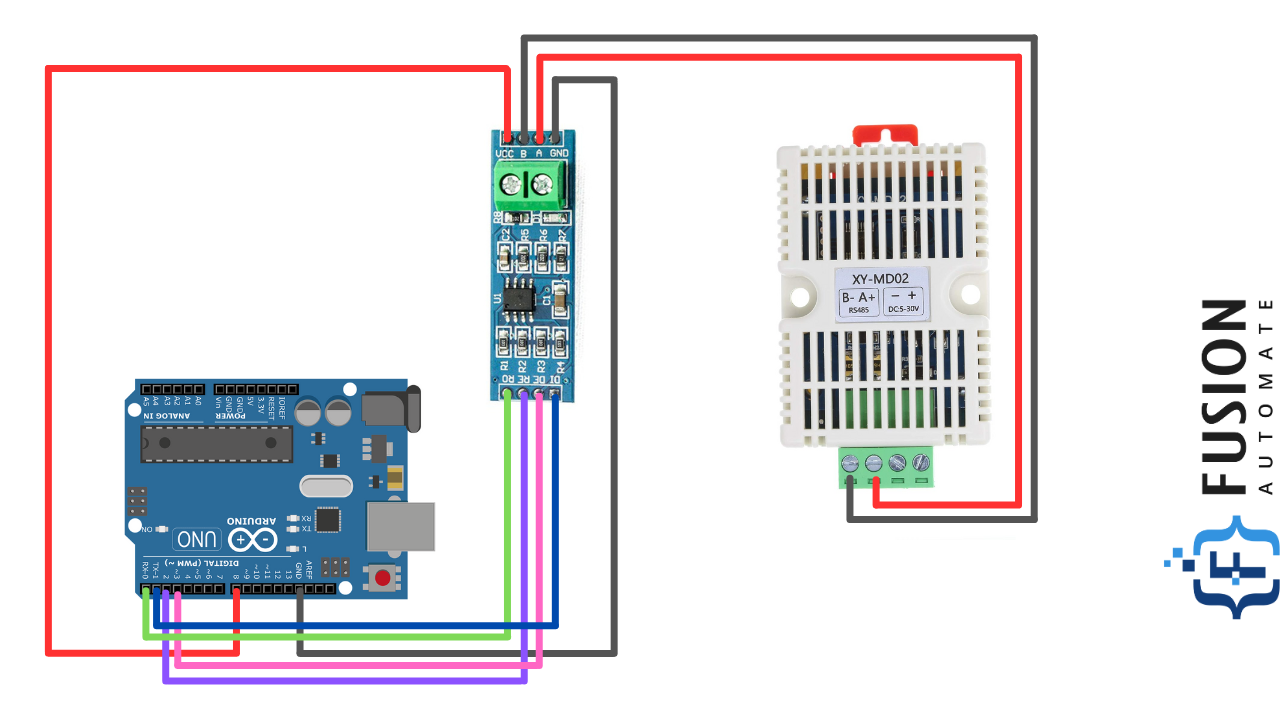 VCC B A GND
R8
D1
C2
R5
R6
R7
U1
C1
R1
R2
R3
R4
RO
RE
DE
DI
XY-MD02
B- A+
RS485
− +
DC:5-30V
A5
A4
A3
A2
A1
A0
ANALOG IN
Vin
GND
GND
5V
3.3V
RESET
IOREF
POWER
ON
UNO
ARDUINO
RX
TX
L
DIGITAL (PWM ~)
RX-0
TX-1
2
~3
4
~5
~6
7
8
~9
~10
~11
12
13
GND
AREF
FUSION
AUTOMATE
F